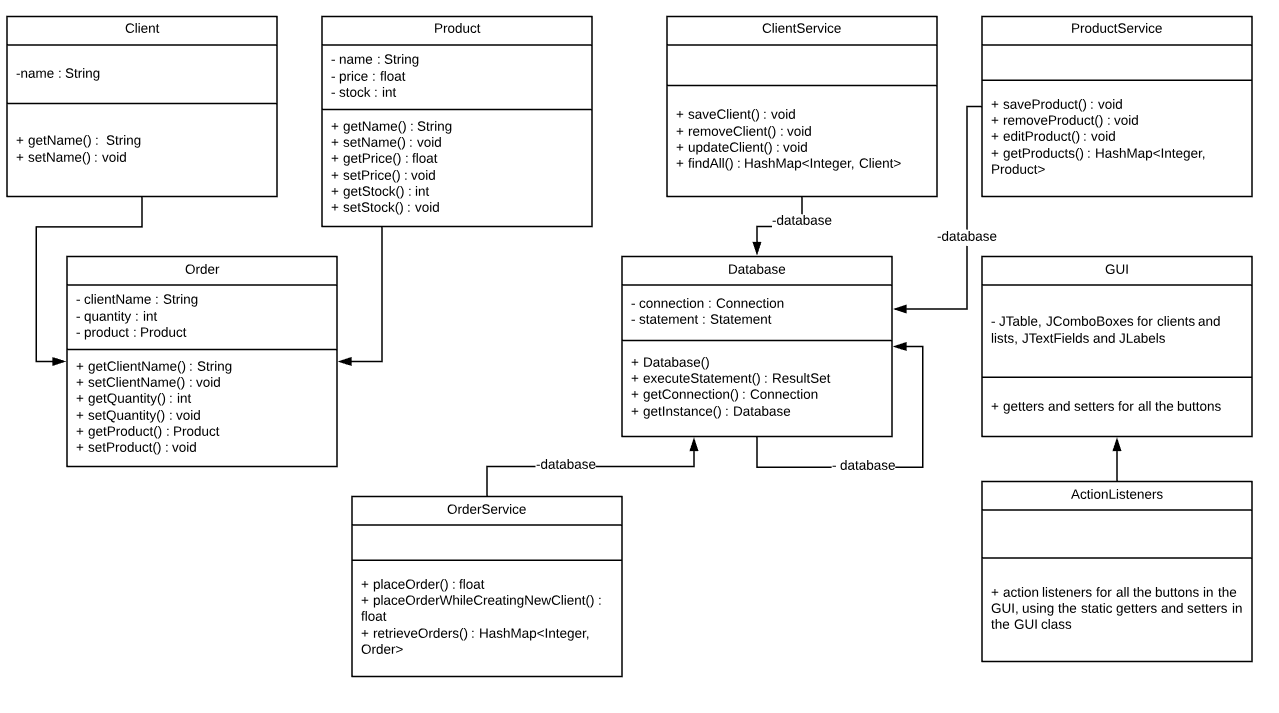 Client
-name : String
+ getName() :  String
+ setName() : void
Product
- name : String
- price : float
- stock : int
+ getName() : String
+ setName() : void
+ getPrice() : float
+ setPrice() : void
+ getStock() : int
+ setStock() : void
ClientService
+ saveClient() : void
+ removeClient() : void
+ updateClient() : void
+ findAll() : HashMap<Integer, Client>
ProductService
+ saveProduct() : void
+ removeProduct() : void
+ editProduct() : void
+ getProducts() : HashMap<Integer,
Product>
-database
-database
Order
- clientName : String
- quantity : int
- product : Product
+ getClientName() : String
+ setClientName() : void
+ getQuantity() : int
+ setQuantity() : void
+ getProduct() : Product
+ setProduct() : void
Database
- connection : Connection
- statement : Statement
+ Database()
+ executeStatement() : ResultSet
+ getConnection() : Connection
+ getInstance() : Database
GUI
- JTable, JComboBoxes for clients and
lists, JTextFields and JLabels
+ getters and setters for all the buttons
-database
- database
OrderService
+ placeOrder() : float
+ placeOrderWhileCreatingNewClient() :
float
+ retrieveOrders() : HashMap<Integer,
Order>
ActionListeners
+ action listeners for all the buttons in the
GUI, using the static getters and setters in
the GUI class